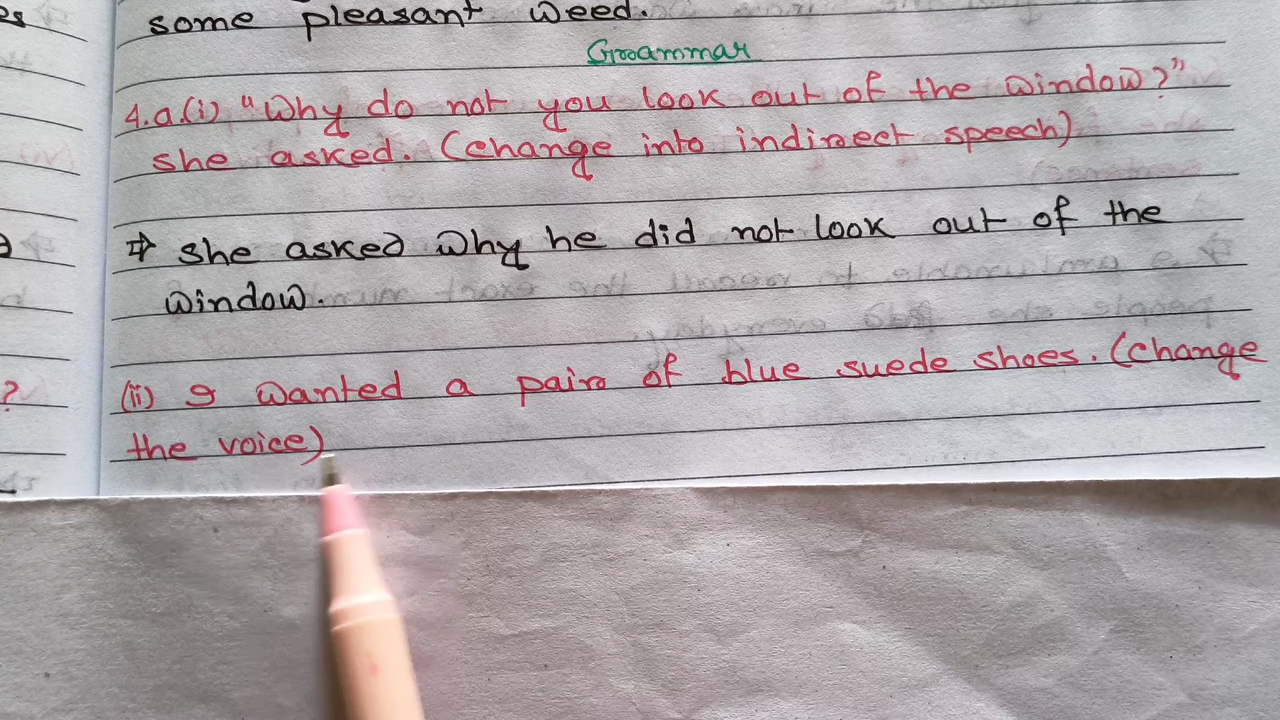 es
some pleasant weed.
Grammar
4.a.(i) "Why do not you look out of the window?"
she asked. (change into indirect speech)
⇒ she asked why he did not look out of the
window.
?
(ii) I wanted a pair of blue suede shoes. (change
the voice)